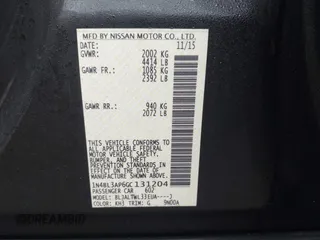 MFD BY NISSAN MOTOR CO., LTD.
DATE: 11/15
GVWR: 2002 KG
4414 LB
GAWR FR.: 1085 KG
2392 LB
GAWR RR.: 940 KG
2072 LB
THIS VEHICLE CONFORMS TO
ALL APPLICABLE FEDERAL
MOTOR VEHICLE SAFETY,
BUMPER, AND THEFT
PREVENTION STANDARDS
IN EFFECT ON THE DATE OF
MANUFACTURE SHOWN ABOVE.
1N4BL3AP6GC131204
PASSENGER CAR 602
MODEL:
COLOR: KH3 TRIM: G
DREAMBID